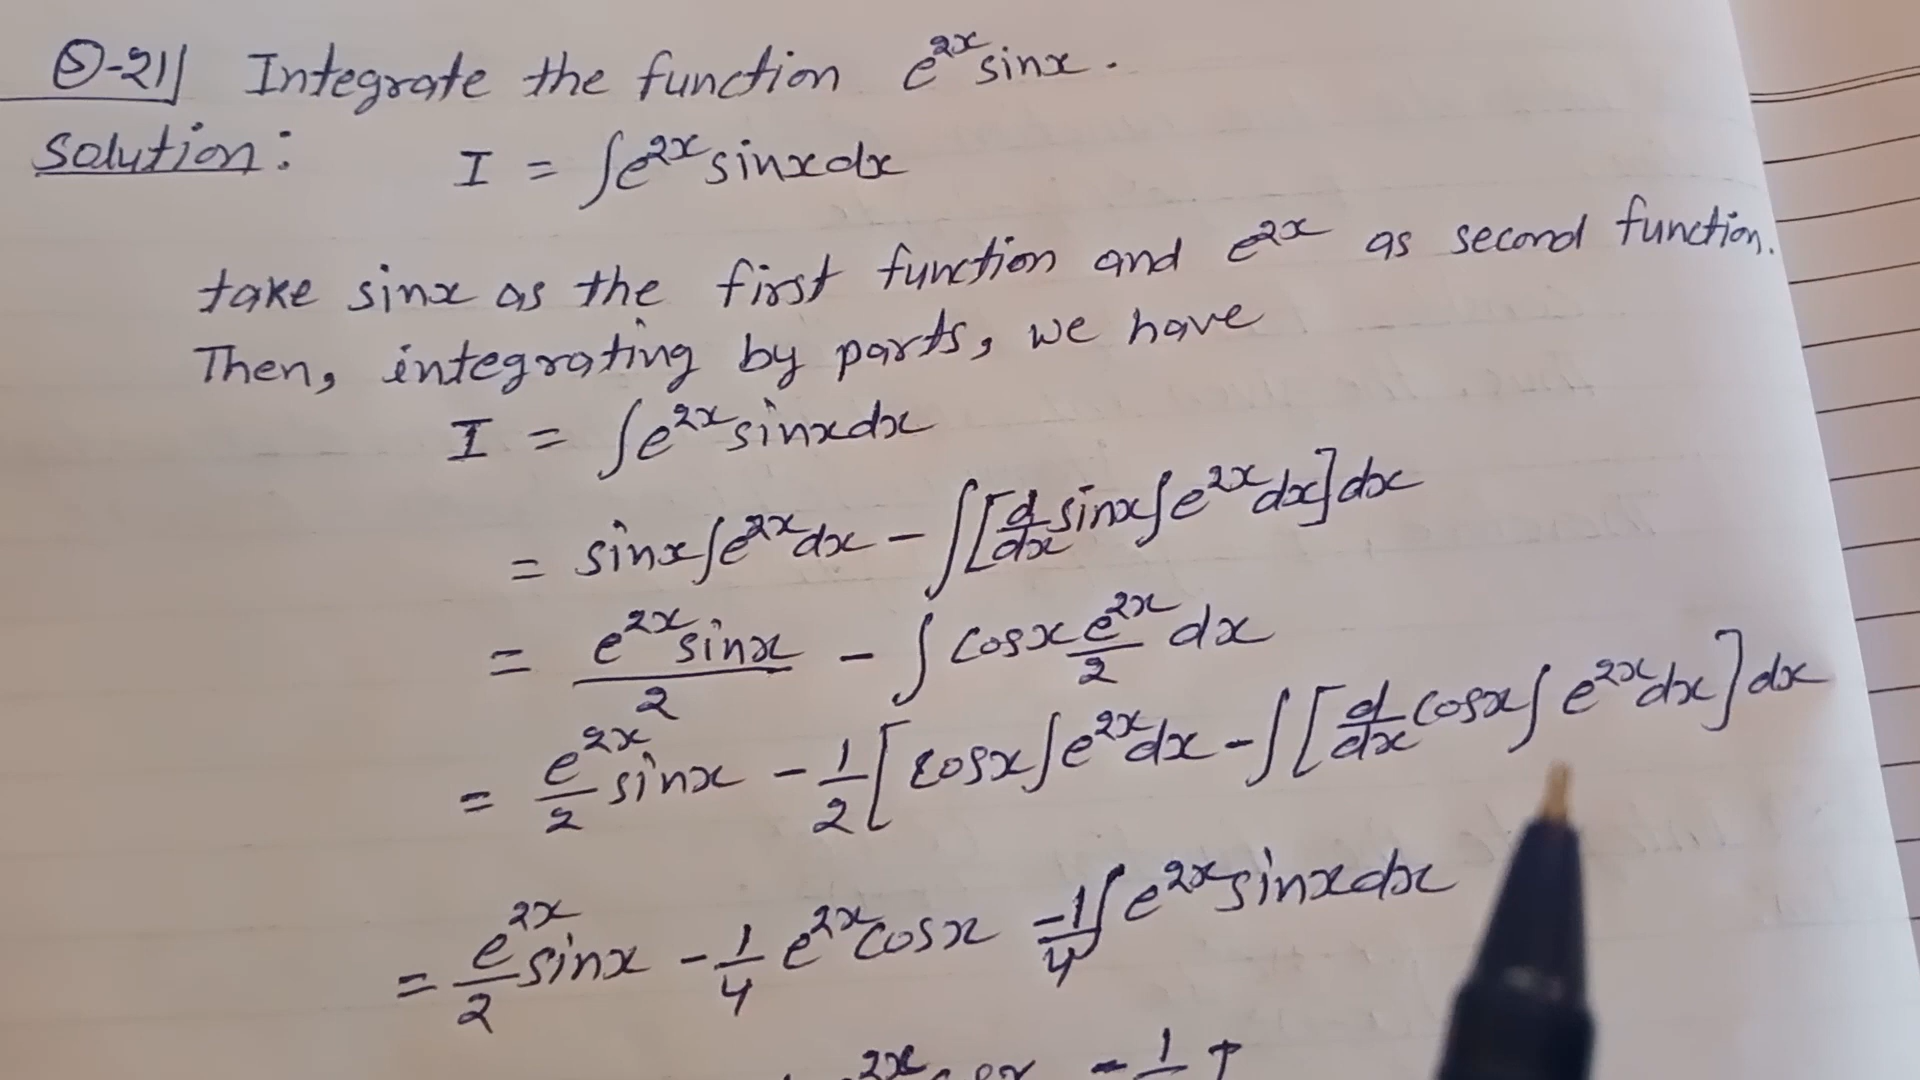 Q-21) Integrate the function e^{2x} sinx.
Solution: I = ∫e^{2x} sinx dx
take sinx as the first function and e^{2x} as second function.
Then, integrating by parts, we have
I = ∫e^{2x} sinx dx
= sinx∫e^{2x}dx - ∫[d/dx sinx∫e^{2x}dx]dx
= e^{2x} sinx/2 - ∫cosx e^{2x}/2 dx
= e^{2x}/2 sinx - 1/2[cosx∫e^{2x}dx - ∫[d/dx cosx∫e^{2x}dx]dx
= e^{2x}/2 sinx - 1/4 e^{2x}cosx - 1/4∫e^{2x} sinx dx